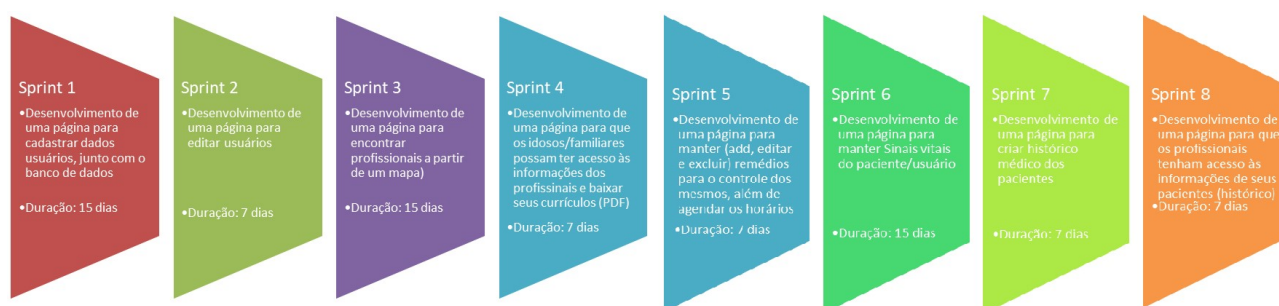 Sprint 1
•Desenvolvimento de
uma página para
cadastrar dados
usuários, junto com o
banco de dados
•Duração: 15 dias
Sprint 2
•Desenvolvimento de
uma página para
editar usuários
•Duração: 7 dias
Sprint 3
•Desenvolvimento de
uma página para
encontrar
profissionais a partir
de um mapa)
•Duração: 15 dias
Sprint 4
•Desenvolvimento de
uma página para que
os idosos/familiares
possam ter acesso às
informações dos
profissinais e baixar
seus currículos (PDF)
•Duração: 7 dias
Sprint 5
•Desenvolvimento de
uma página para
manter (add, editar
e excluir) remédios
para o controle dos
mesmos, além de
agendar os horários
•Duração: 7 dias
Sprint 6
•Desenvolvimento de
uma página para
manter Sinais vitais
do paciente/usuário
•Duração: 15 dias
Sprint 7
•Desenvolvimento de
uma página para
criar histórico
médico dos
pacientes
•Duração: 7 dias
Sprint 8
•Desenvolvimento de
uma página para que
os profissionais
tenham acesso às
informações de seus
pacientes (histórico)
•Duração: 7 dias